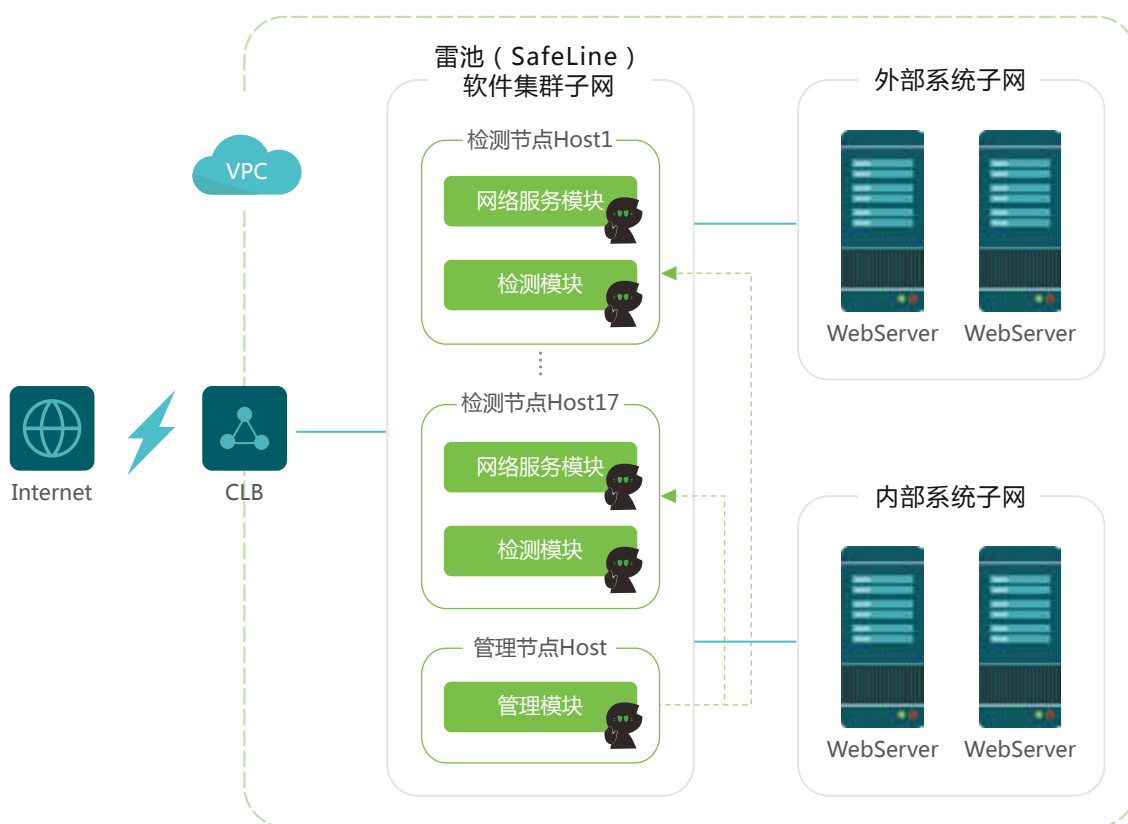 雷池（SafeLine）
软件集群子网
外部系统子网
检测节点Host1
VPC
网络服务模块
检测模块
WebServer
WebServer
检测节点Host17
网络服务模块
Internet
CLB
内部系统子网
检测模块
管理节点Host
管理模块
WebServer
WebServer